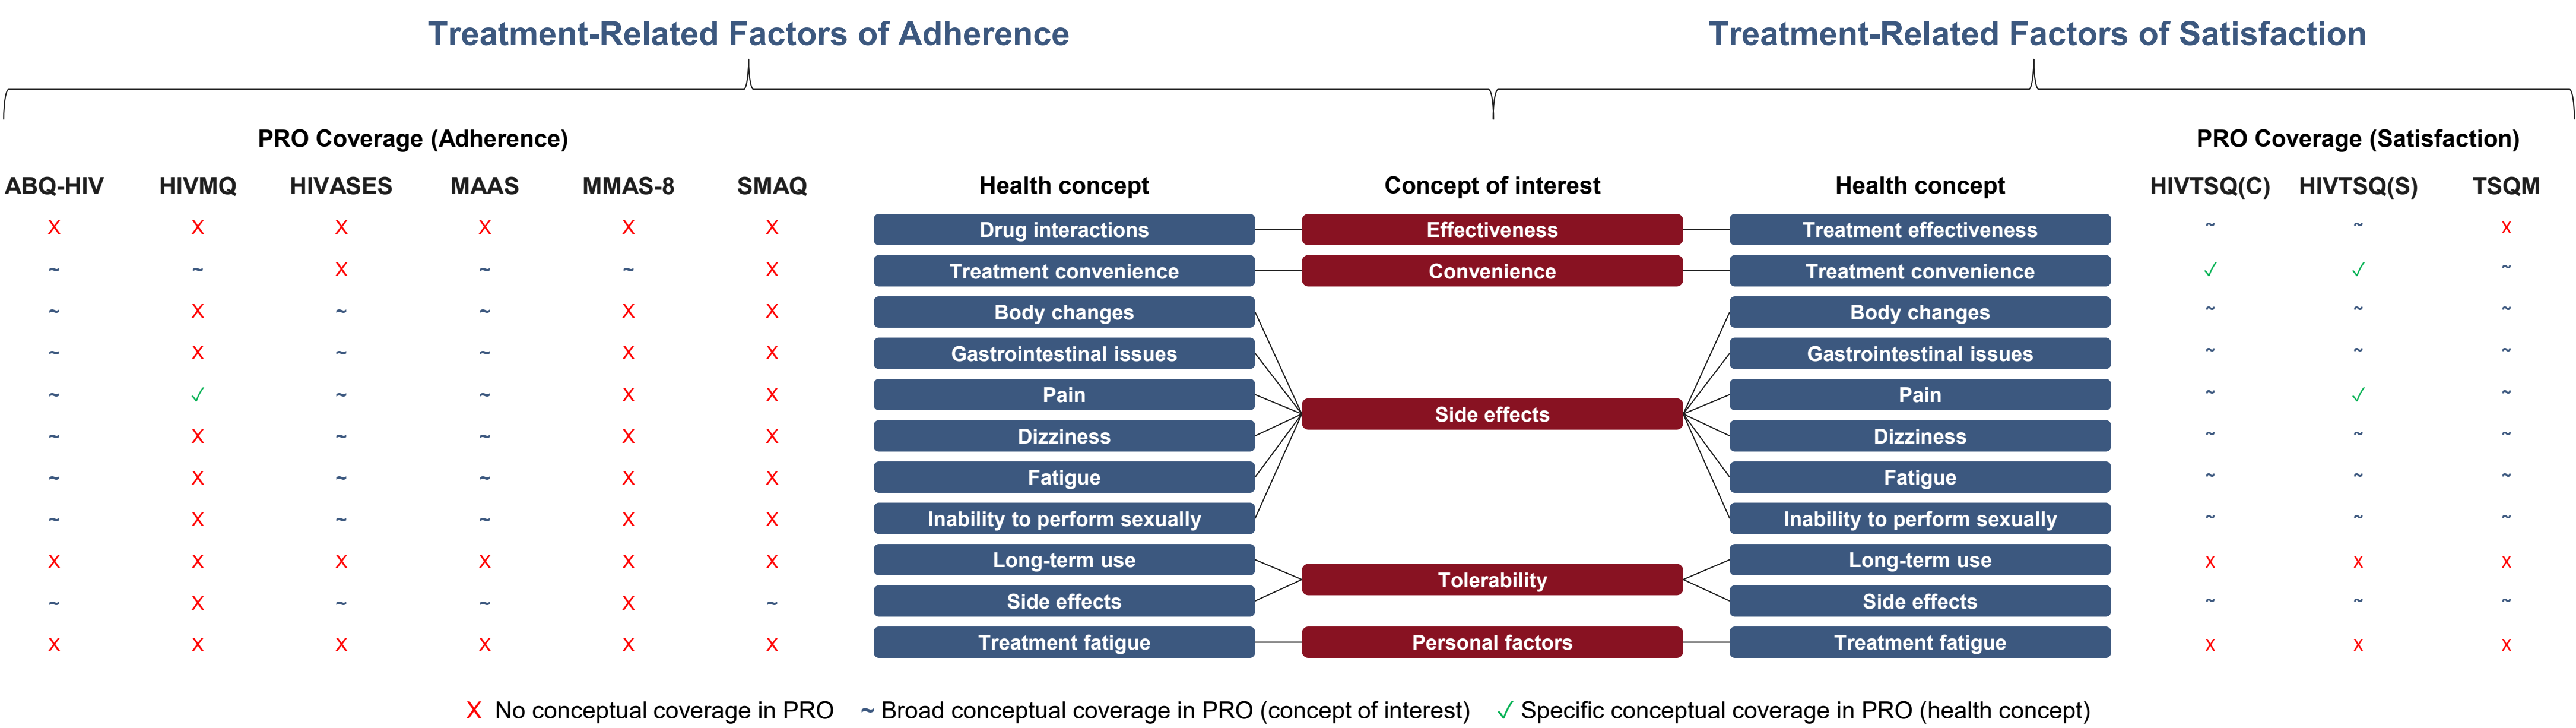 Treatment-Related Factors of Adherence Treatment-Related Factors of Satisfaction
PRO Coverage (Adherence) PRO Coverage (Satisfaction)
ABQ-HIV HIVMQ HIVASES MAAS MMAS-8 SMAQ Health concept Concept of interest Health concept HIVTSQ(C) HIVTSQ(S) TSQM
X X X X X X Drug interactions Effectiveness Treatment effectiveness ~ ~ X
~ ~ X ~ ~ X Treatment convenience Convenience Treatment convenience ✓ ✓ ~
~ X ~ ~ X X Body changes Body changes ~ ~ ~
~ X ~ ~ X X Gastrointestinal issues Gastrointestinal issues ~ ~ ~
~ ✓ ~ ~ X X Pain Pain ~ ✓ ~
Side effects
~ X ~ ~ X X Dizziness Dizziness ~ ~ ~
~ X ~ ~ X X Fatigue Fatigue ~ ~ ~
~ X ~ ~ X X Inability to perform sexually Inability to perform sexually ~ ~ ~
X X X X X X Long-term use Long-term use X X X
Tolerability
~ X ~ ~ X ~ Side effects Side effects ~ ~ ~
X X X X X X Treatment fatigue Personal factors Treatment fatigue X X X
X No conceptual coverage in PRO ~ Broad conceptual coverage in PRO (concept of interest) ✓ Specific conceptual coverage in PRO (health concept)